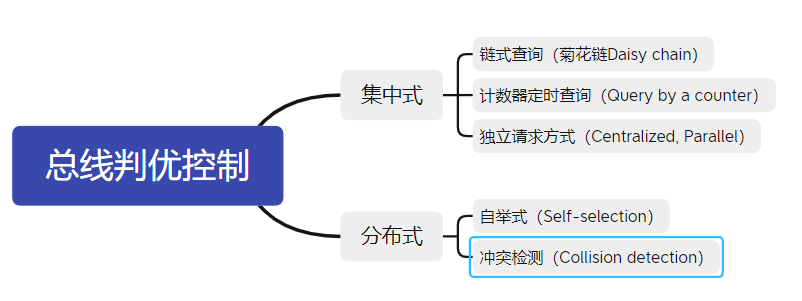 总线判优控制
集中式
链式查询（菊花链Daisy chain）
计数器定时查询（Query by a counter）
独立请求方式（Centralized, Parallel）
分布式
自举式（Self-selection）
冲突检测（Collision detection）